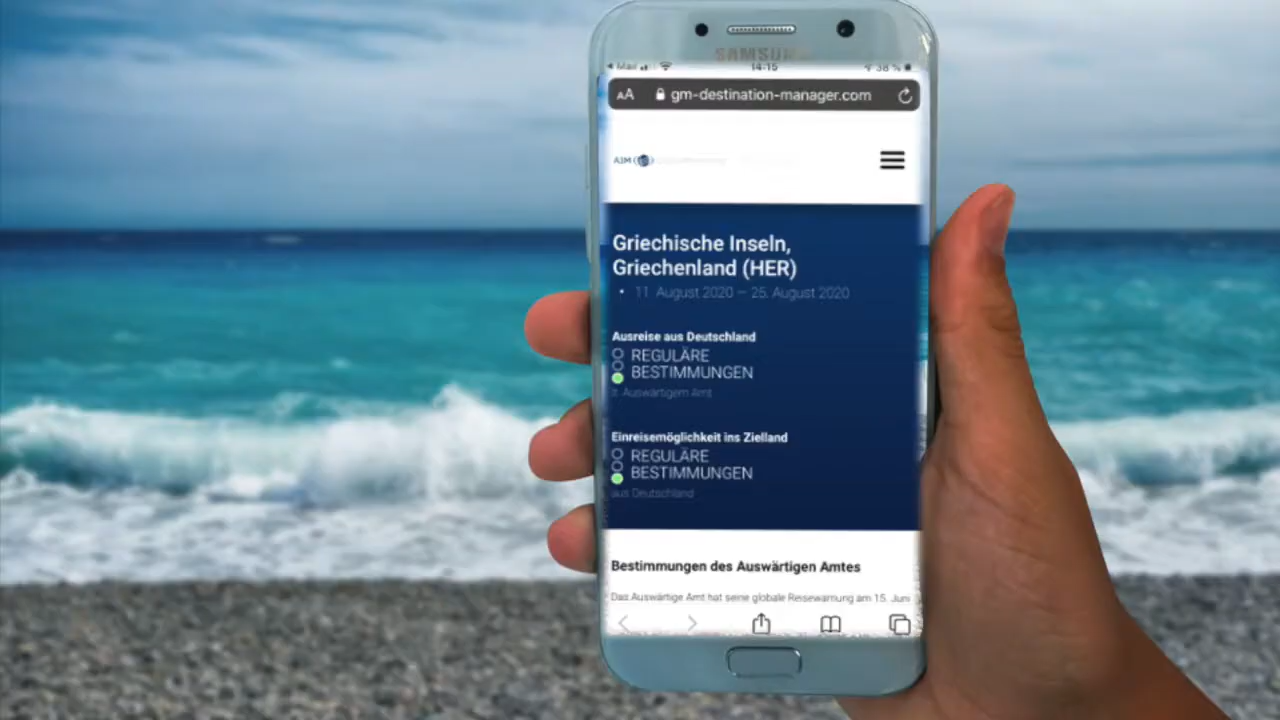 SAMSUNG
Mail
14:15
38 %
AA gm-destination-manager.com
A3M
Griechische Inseln,
Griechenland (HER)
• 11. August 2020 – 25. August 2020
Ausreise aus Deutschland
REGULÄRE
BESTIMMUNGEN
lt. Auswärtigem Amt
Einreisemöglichkeit ins Zielland
REGULÄRE
BESTIMMUNGEN
aus Deutschland
Bestimmungen des Auswärtigen Amtes
Das Auswärtige Amt hat seine globale Reisewarnung am 15. Juni